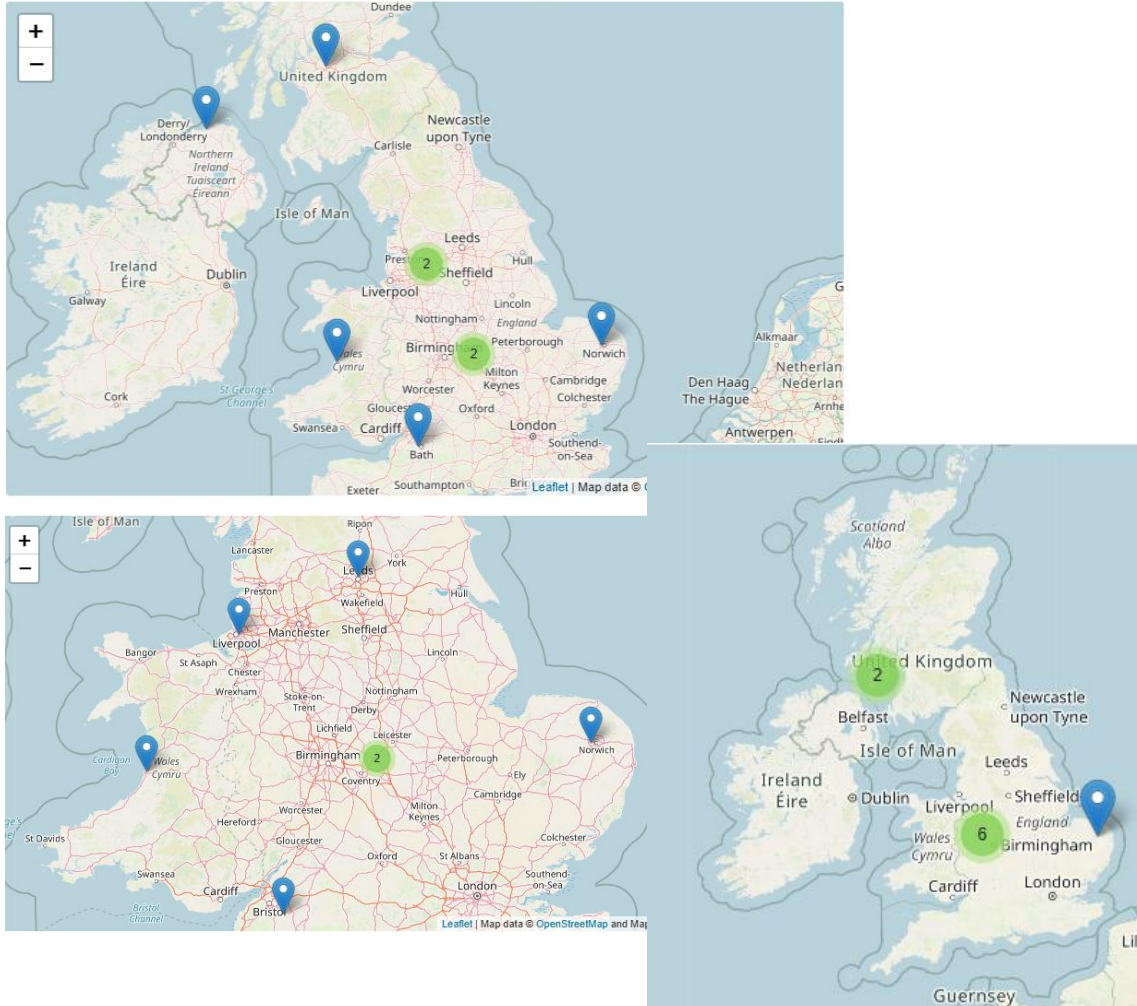 +
−
Dundee
United Kingdom
Derry/
Londonderry
Northern
Ireland
Tuaisceart
Éireann
Newcastle
upon Tyne
Carlisle
Isle of Man
Ireland
Éire
Dublin
Galway
Cork
Leeds
2
Hull
Sheffield
Liverpool
Lincoln
Nottingham
England
2
Peterborough
Norwich
Cymru
Milton
Keynes
Cambridge
Colchester
Worcester
Oxford
St George's
Channel
Swansea
Cardiff
London
Southend-
on-Sea
Bath
Exeter
Southampton
Leaflet | Map data ©
Alkmaar
Den Haag
The Hague
Antwerpen
+
−
Isle of Man
Ripon
Lancaster
York
Leeds
Preston
Hull
Wakefield
Manchester
Sheffield
Liverpool
Bangor
St Asaph
Chester
Lincoln
Wrexham
Stoke-on-
Trent
Nottingham
Derby
Lichfield
Leicester
Norwich
Birmingham
2
Peterborough
Cardigan
Bay
Wales
Cymru
Coventry
Ely
Cambridge
Worcester
Milton
Keynes
Hereford
St Davids
Gloucester
Colchester
Oxford
St Albans
Swansea
Cardiff
London
Southend-
on-Sea
Bristol
Channel
Bristol
Leaflet | Map data © OpenStreetMap and Map
Scotland
Alba
United Kingdom
2
Newcastle
upon Tyne
Belfast
Isle of Man
Leeds
Ireland
Éire
Dublin
Liverpool
Sheffield
England
6
Wales
Cymru
Birmingham
Cardiff
London
Guernsey